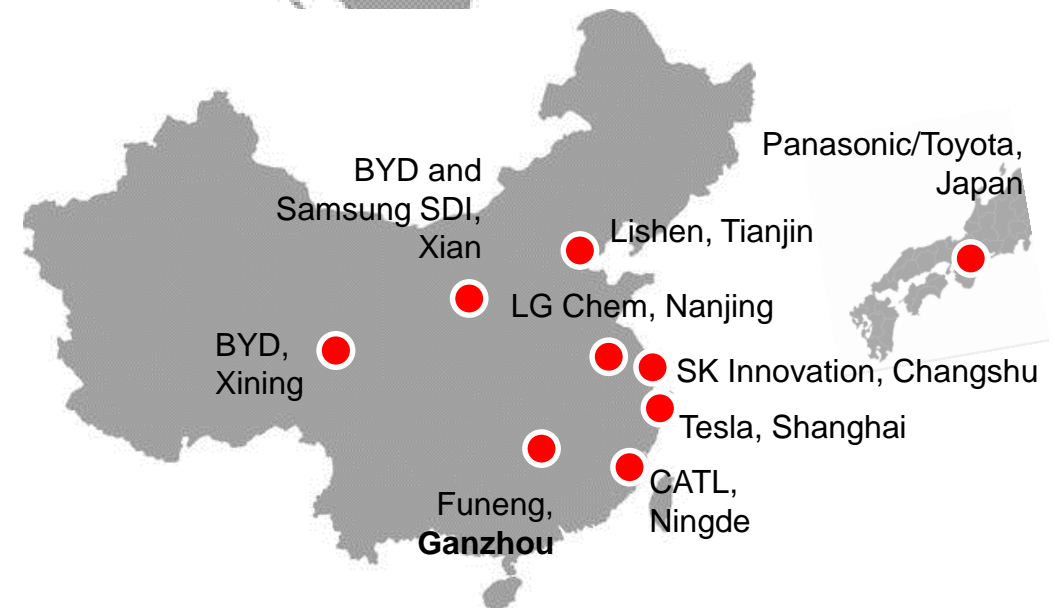 Panasonic/Toyota,
Japan
BYD and
Samsung SDI,
Xian
Lishen, Tianjin
LG Chem, Nanjing
BYD,
Xining
SK Innovation, Changshu
Tesla, Shanghai
CATL,
Ningde
Funeng,
Ganzhou